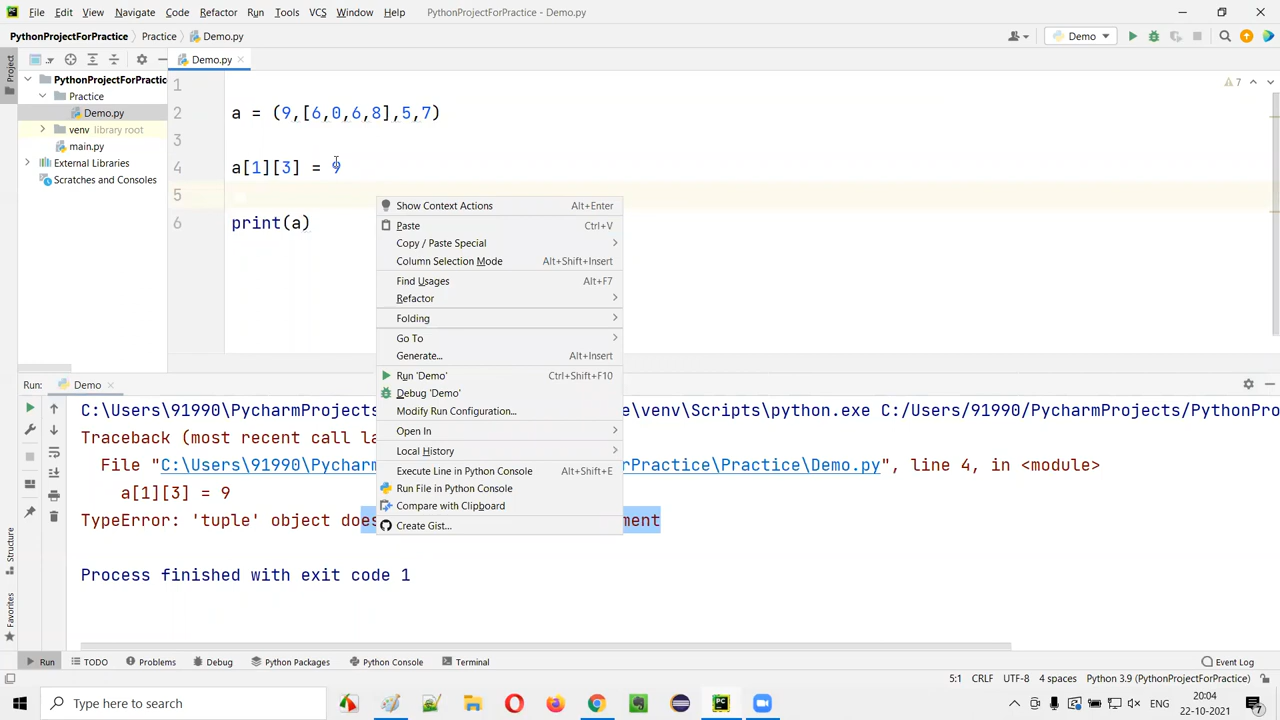 File Edit View Navigate Code Refactor Run Tools VCS Window Help PythonProjectForPractice - Demo.py
PythonProjectForPractice Practice Demo.py Demo
Project
Demo.py
PythonProjectForPractic
Practice
Demo.py
venv library root
main.py
External Libraries
Scratches and Consoles
7
1
2 a = (9,[6,0,6,8],5,7)
3
4 a[1][3] = 9
5
6 print(a)
Show Context Actions Alt+Enter
Paste Ctrl+V
Copy / Paste Special
Column Selection Mode Alt+Shift+Insert
Find Usages Alt+F7
Refactor
Folding
Go To
Generate... Alt+Insert
Run 'Demo' Ctrl+Shift+F10
Debug 'Demo'
Modify Run Configuration...
Open In
Local History
Execute Line in Python Console Alt+Shift+E
Run File in Python Console
Compare with Clipboard
Create Gist...
Run: Demo
C:\Users\91990\PycharmProjects e\venv\Scripts\python.exe C:/Users/91990/PycharmProjects/PythonPro
Traceback (most recent call la
File "C:\Users\91990\Pycharm rPractice\Practice\Demo.py", line 4, in <module>
a[1][3] = 9
TypeError: 'tuple' object does ment
Process finished with exit code 1
Structure
Favorites
Run TODO Problems Debug Python Packages Python Console Terminal Event Log
5:1 CRLF UTF-8 4 spaces Python 3.9 (PythonProjectForPractice)
Type here to search
ENG
20:04
22-10-2021
7